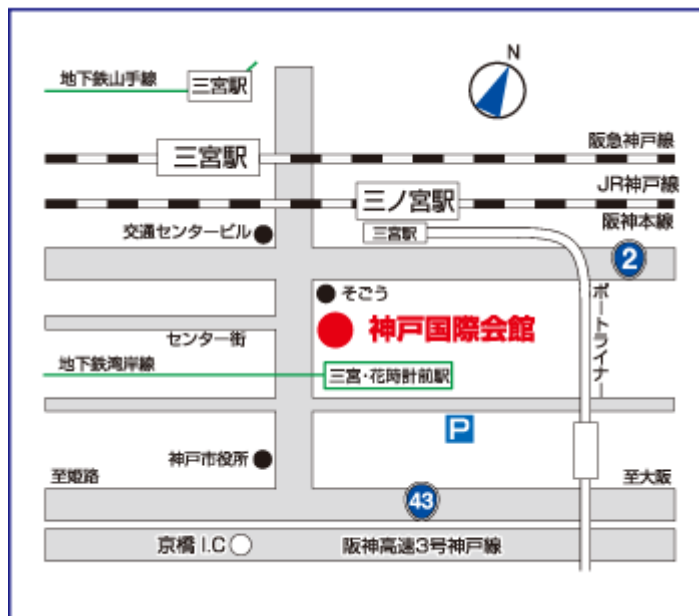 N
地下鉄山手線
三宮駅
阪急神戸線
三宮駅
JR神戸線
三ノ宮駅
阪神本線
交通センタービル
三宮駅
2
そごう
ポートライナー
神戸国際会館
センター街
地下鉄湾岸線
三宮・花時計前駅
P
神戸市役所
至姫路
至大阪
43
京橋 I.C
阪神高速3号神戸線